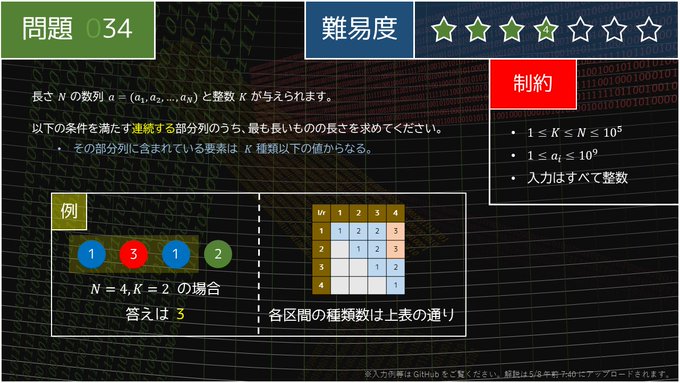 問題 034
難易度
4
制約
長さ N の数列 a = (a₁, a₂, ..., a_N) と整数 K が与えられます。
以下の条件を満たす連続する部分列のうち、最も長いものの長さを求めてください。
• その部分列に含まれている要素は K 種類以下の値からなる。
• 1 ≤ K ≤ N ≤ 10⁵
• 1 ≤ aᵢ ≤ 10⁹
• 入力はすべて整数
例
1 3 1 2
N = 4, K = 2 の場合
答えは 3
l/r 1 2 3 4
1 1 2 2 3
2 1 2 3
3 1 2
4 1
各区間の種類数は上表の通り
※入力例等は GitHub をご覧ください。解説は 5/8 午前 7:40 にアップロードされます。